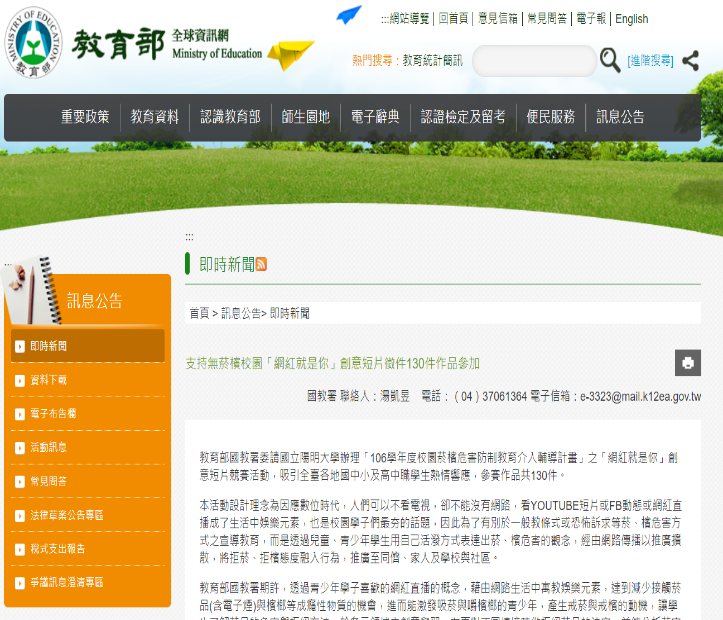 :::網站導覽 | 回首頁 | 意見信箱 | 常見問答 | 電子報 | English
MINISTRY OF EDUCATION
教育部
教育部 全球資訊網
Ministry of Education
熱門搜尋：教育統計簡訊 [進階搜尋]
重要政策 教育資料 認識教育部 師生園地 電子辭典 認證檢定及留考 便民服務 訊息公告
:::
即時新聞
:::
訊息公告
首頁 > 訊息公告> 即時新聞
即時新聞
資料下載
電子布告欄
活動訊息
常見問答
法律草案公告專區
稅式支出報告
爭議訊息澄清專區
支持無菸檳校園「網紅就是你」創意短片徵件130件作品參加
國教署 聯絡人：湯凱昱 電話：（04）37061364 電子信箱：e-3323@mail.k12ea.gov.tw
教育部國教署委請國立陽明大學辦理「106學年度校園菸檳危害防制教育介入輔導計畫」之「網紅就是你」創
意短片競賽活動，吸引全臺各地國中小及高中職學生熱情響應，參賽作品共130件。
本活動設計理念為因應數位時代，人們可以不看電視，卻不能沒有網路，看YOUTUBE短片或FB動態或網紅直
播成了生活中娛樂元素，也是校園學子們最夯的話題，因此為了有別於一般教條式或恐怖訴求等菸、檳危害方
式之宣導教育，而是透過兒童、青少年學生用自己活潑方式表達出菸、檳危害的觀念，經由網路傳播以推廣擴
散，將拒菸、拒檳態度融入行為，推廣至同儕、家人及學校與社區。
教育部國教署期許，透過青少年學子喜歡的網紅直播的概念，藉由網路生活中寓教娛樂元素，達到減少接觸菸
品(含電子煙)與檳榔等成癮性物質的機會，進而能激發吸菸與嚼檳榔的青少年，產生戒菸與戒檳的動機，讓學